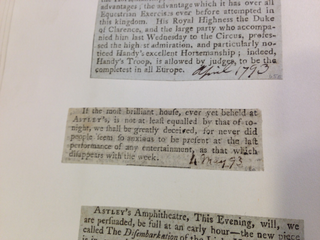 advantages; the advantage which it has over all
Equestrian Exercises ever before attempted in
this kingdom. His Royal Highness the Duke
of Clarence, and the large party who accompa-
nied him last Wednesday to the Circus, profess-
ed the highest admiration, and particularly no-
ticed Handy's excellent Horsemanship; indeed,
Handy's Troop, is allowed by judges, to be the
completest in all Europe. April 1793
If the most brilliant house, ever yet beheld at
ASTLEY'S, is not at least equalled by that of to-
night, we shall be greatly deceived, for never did
people seem so anxious to be present at the last
performance of any entertainment, as that which
disappears with the week.
ASTLEY'S Amphitheatre, This Evening, will, we
are persuaded, be full at an early hour—the new piece
called The Disembarkation of the